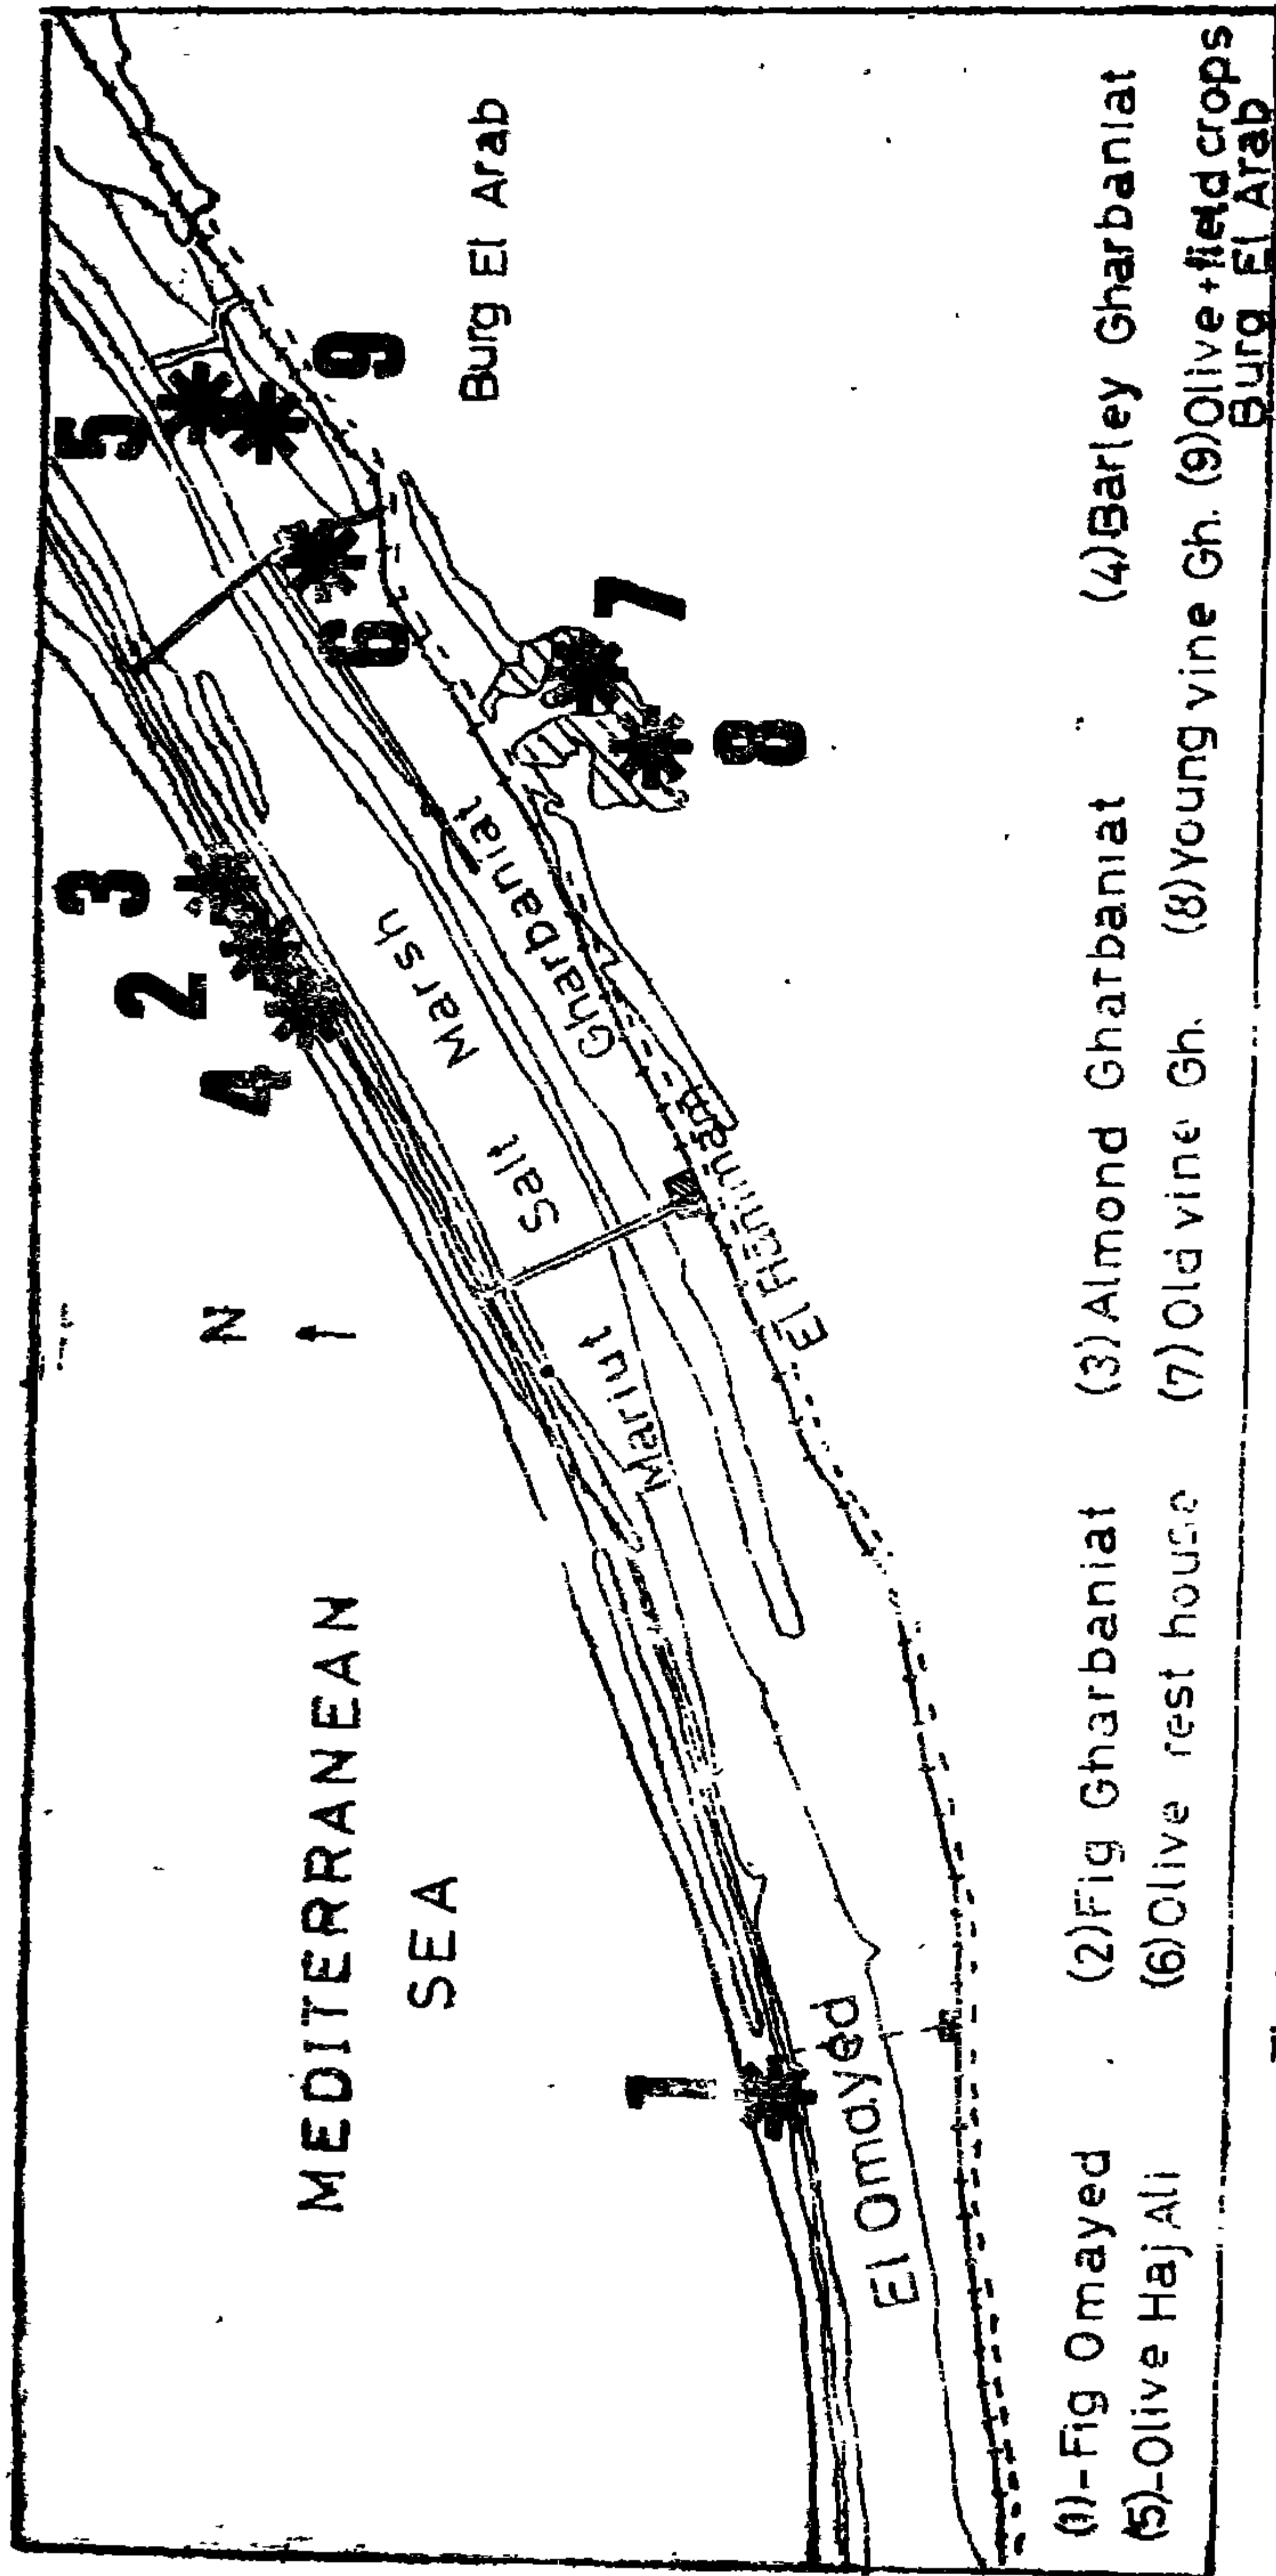 MEDITERRANEAN
SEA
N
3
2
4
5
9
6
7
8
1
Burg El Arab
Salt Marsh
Gharbaniat
Mariut
El Hammam
El Omayed
(1)-Fig Omayed (2)Fig Gharbaniat (3)Almond Gharbaniat (4)Barley Gharbaniat
(5)-Olive Haj Ali (6)Olive rest house (7)Old vine Gh. (8)Young vine Gh. (9)Olive+field crops
Burg El Arab